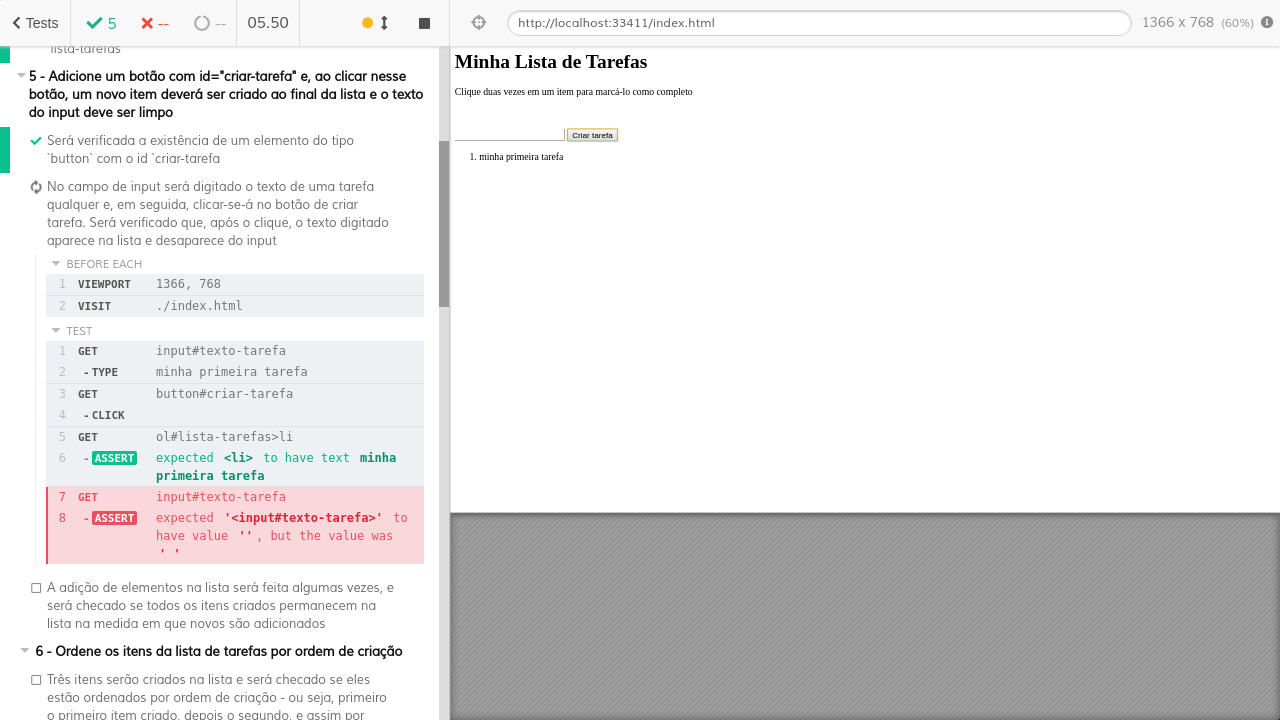 Tests
5
--
--
05.50
http://localhost:33411/index.html
1366 x 768 (60%)
lista-tarefas
5 - Adicione um botão com id="criar-tarefa" e, ao clicar nesse
botão, um novo item deverá ser criado ao final da lista e o texto
do input deve ser limpo
Será verificada a existência de um elemento do tipo
`button` com o id `criar-tarefa
No campo de input será digitado o texto de uma tarefa
qualquer e, em seguida, clicar-se-á no botão de criar
tarefa. Será verificado que, após o clique, o texto digitado
aparece na lista e desaparece do input
BEFORE EACH
1 VIEWPORT 1366, 768
2 VISIT ./index.html
TEST
1 GET input#texto-tarefa
2 -TYPE minha primeira tarefa
3 GET button#criar-tarefa
4 -CLICK
5 GET ol#lista-tarefas>li
6 -ASSERT expected <li> to have text minha
primeira tarefa
7 GET input#texto-tarefa
8 -ASSERT expected '<input#texto-tarefa>' to
have value '', but the value was
' '
A adição de elementos na lista será feita algumas vezes, e
será checado se todos os itens criados permanecem na
lista na medida em que novos são adicionados
6 - Ordene os itens da lista de tarefas por ordem de criação
Três itens serão criados na lista e será checado se eles
estão ordenados por ordem de criação - ou seja, primeiro
o primeiro item criado, depois o segundo, e assim por
Minha Lista de Tarefas
Clique duas vezes em um item para marcá-lo como completo
Criar tarefa
1. minha primeira tarefa